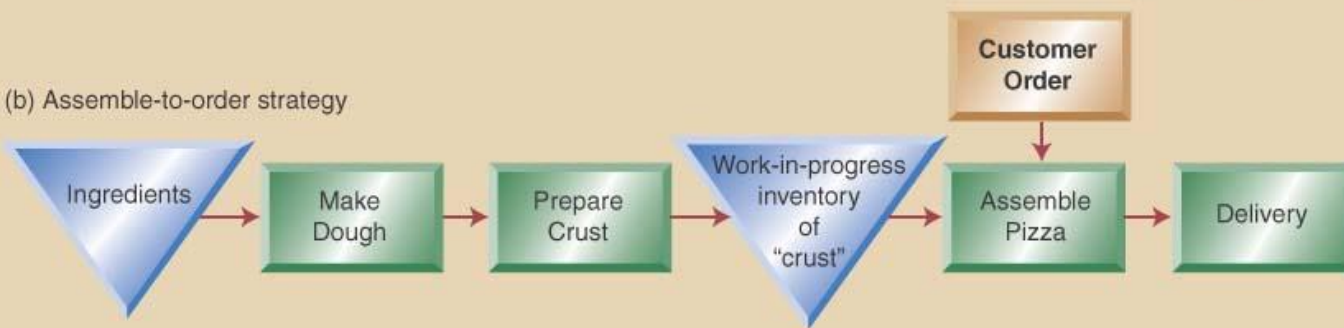 (b) Assemble-to-order strategy
Ingredients
Make
Dough
Prepare
Crust
Work-in-progress
inventory
of
“crust”
Customer
Order
Assemble
Pizza
Delivery